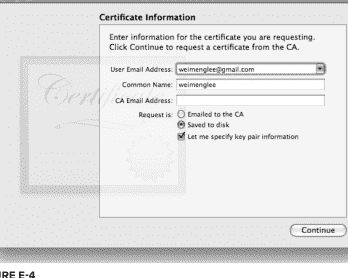 Certificate Information
Enter information for the certificate you are requesting.
Click Continue to request a certificate from the CA.
User Email Address: weimenglee@gmail.com
Common Name: weimenglee
CA Email Address:
Request is: Emailed to the CA
Saved to disk
Let me specify key pair information
Continue
URE E-4